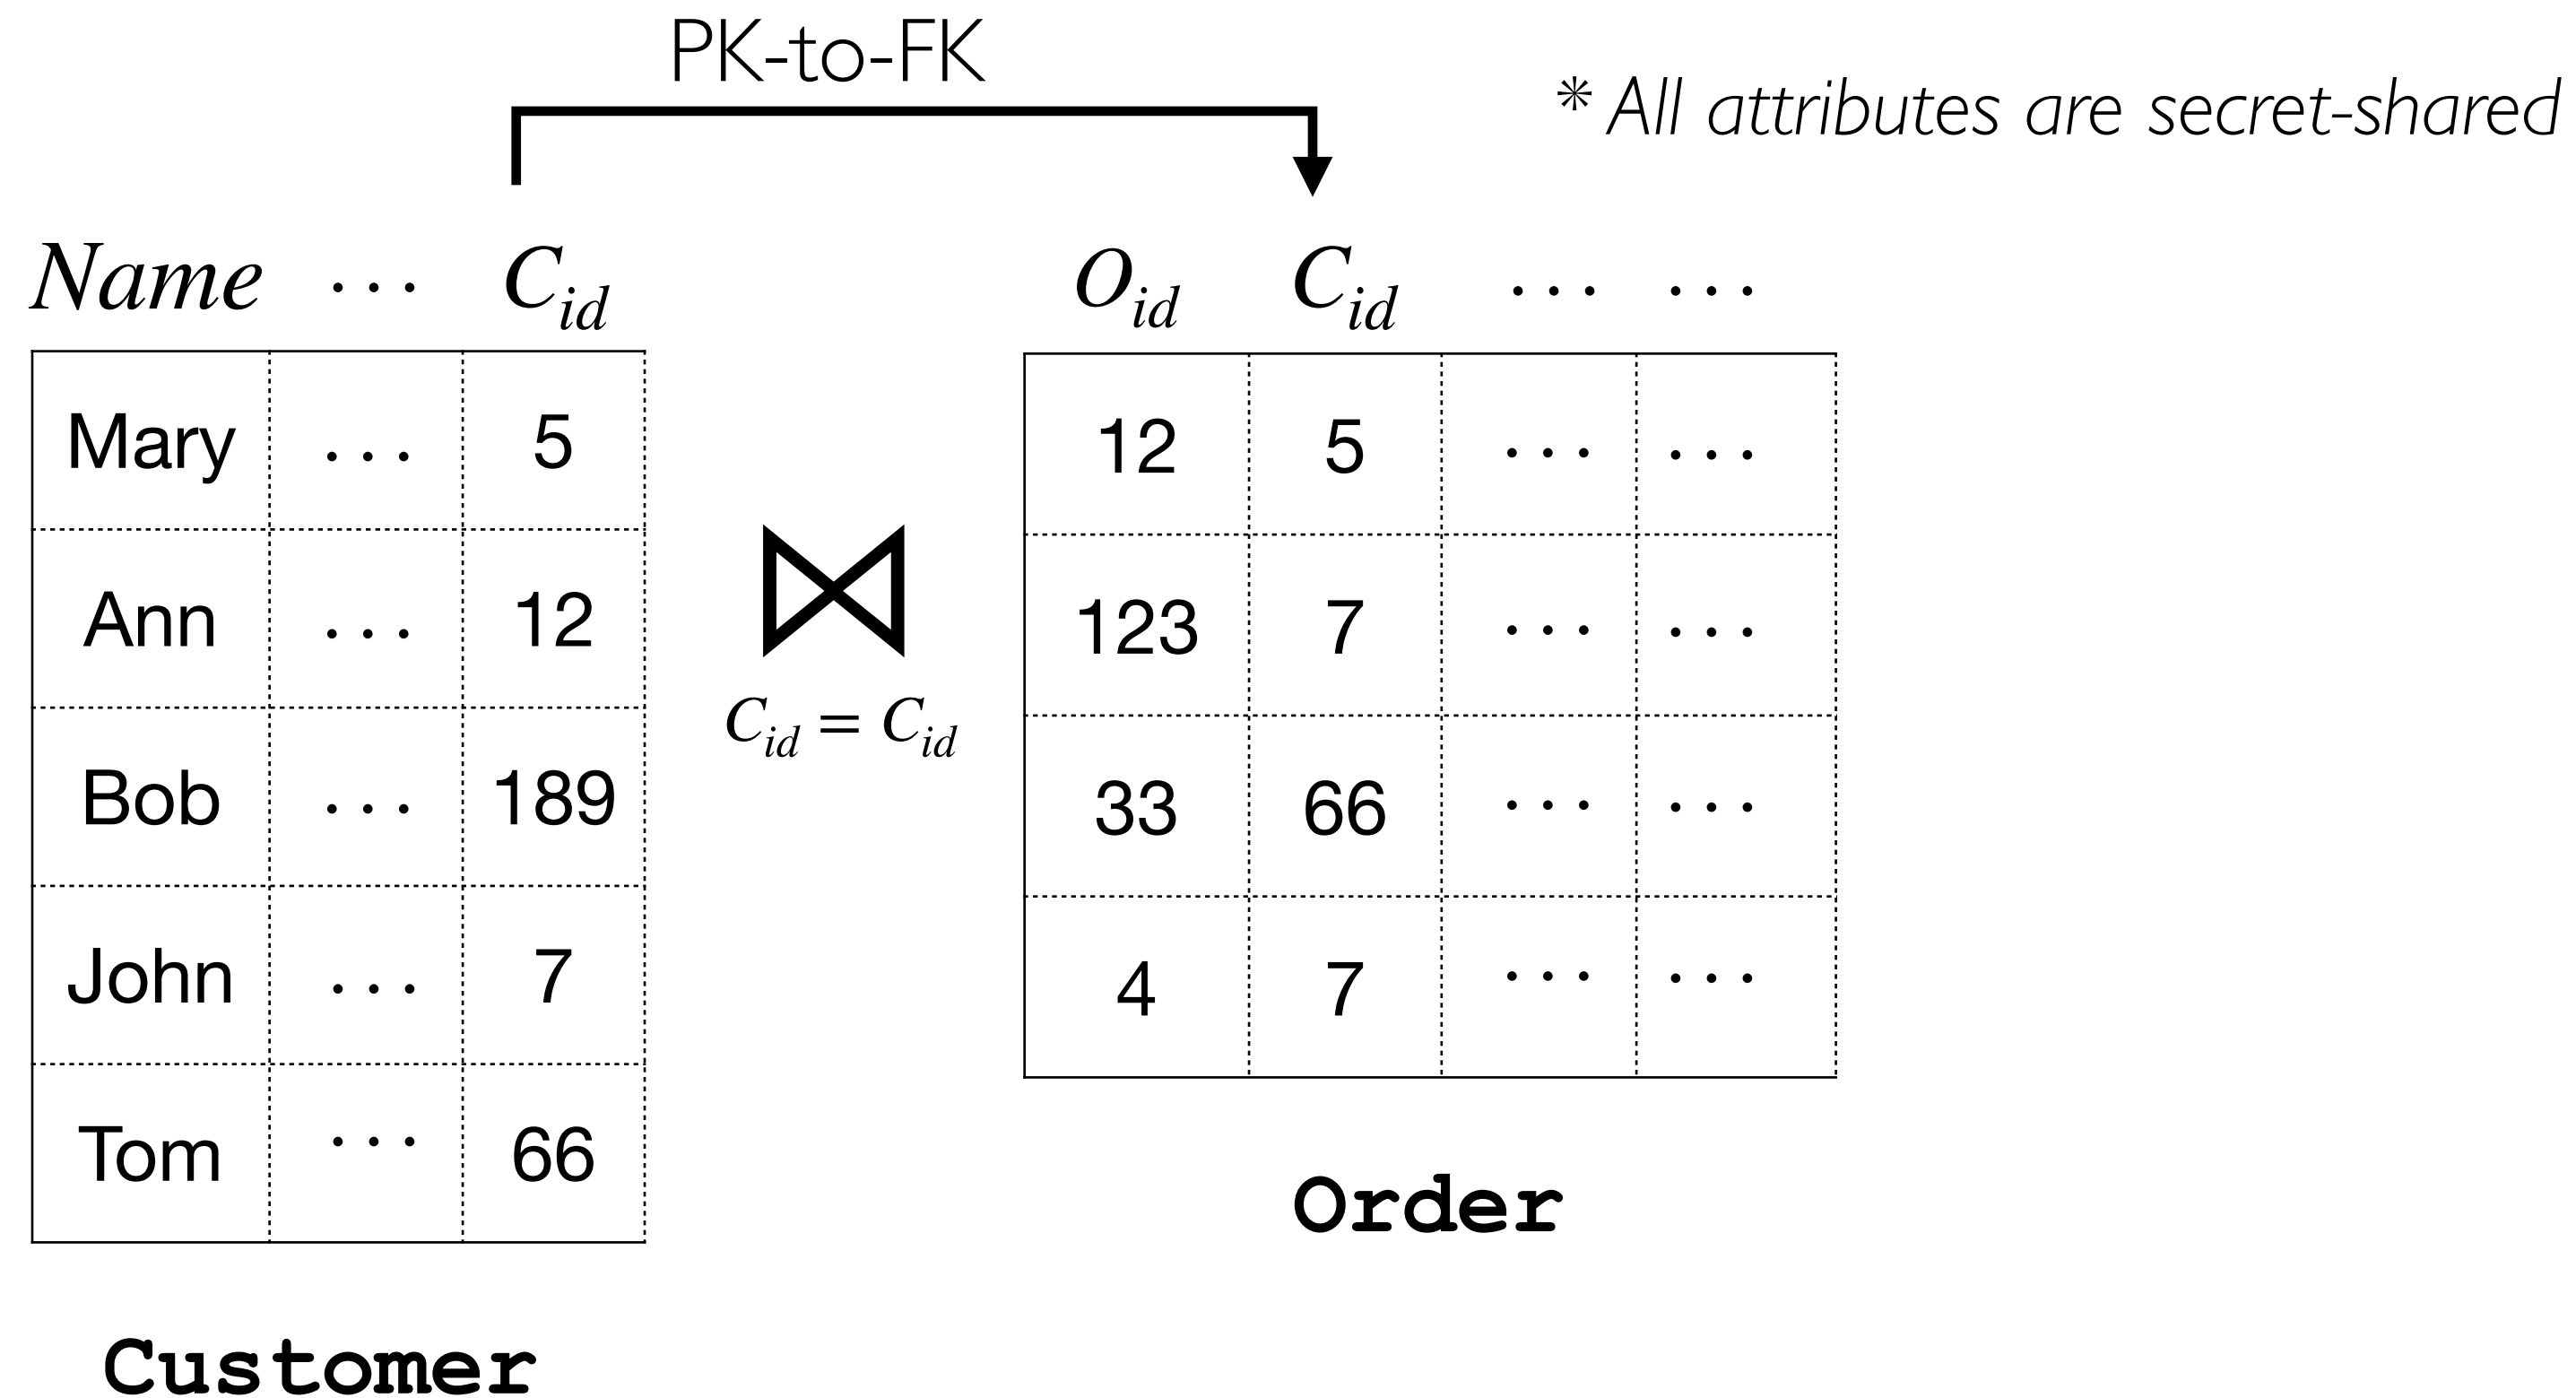 PK-to-FK
* All attributes are secret-shared
Name ... C_id
Mary ... 5
Ann ... 12
Bob ... 189
John ... 7
Tom ... 66
Customer
⋈
C_id = C_id
O_id C_id ... ...
12 5 ... ...
123 7 ... ...
33 66 ... ...
4 7 ... ...
Order